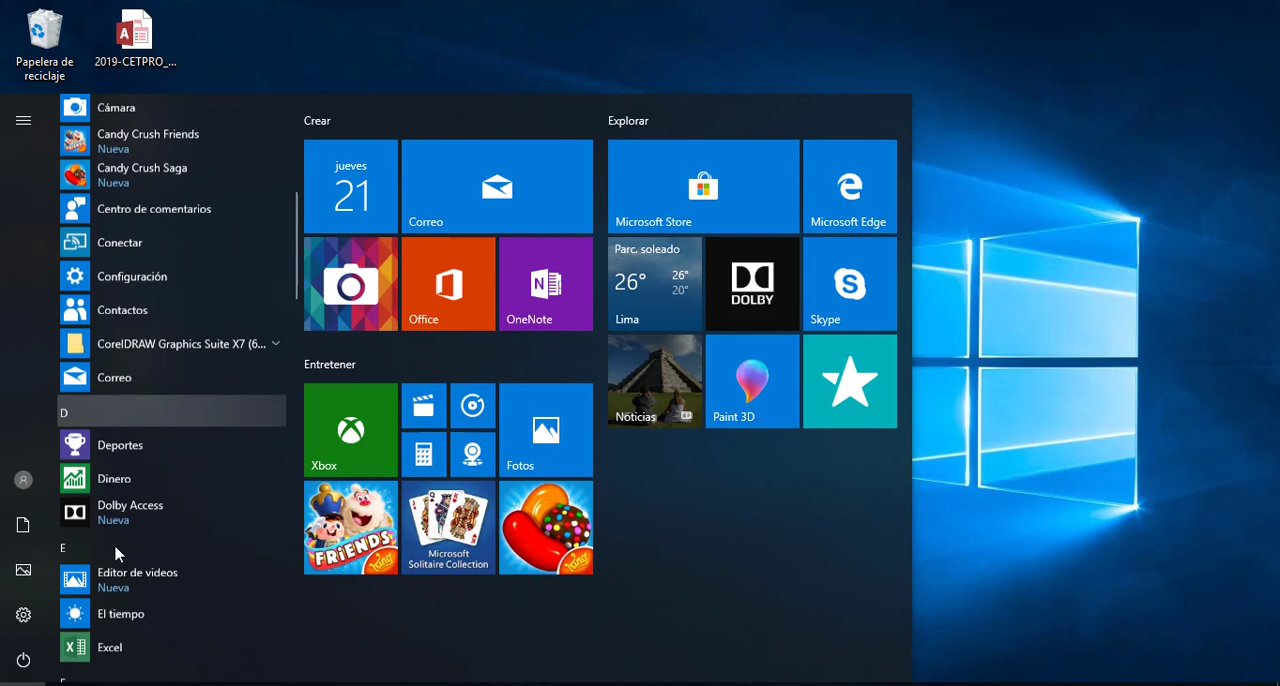 Papelera de
reciclaje
2019-CETPRO_...
Cámara
Candy Crush Friends
Nueva
Candy Crush Saga
Nueva
Centro de comentarios
Conectar
Configuración
Contactos
CorelDRAW Graphics Suite X7 (6...
Correo
D
Deportes
Dinero
Dolby Access
Nueva
E
Editor de videos
Nueva
El tiempo
Excel
Crear
jueves
21
Correo
Office
OneNote
Entretener
Xbox
Fotos
FRIENDS
King
Microsoft
Solitaire Collection
King
Explorar
Microsoft Store
Microsoft Edge
Parc. soleado
26° 26°
20°
Lima
DOLBY
Skype
Noticias
Paint 3D